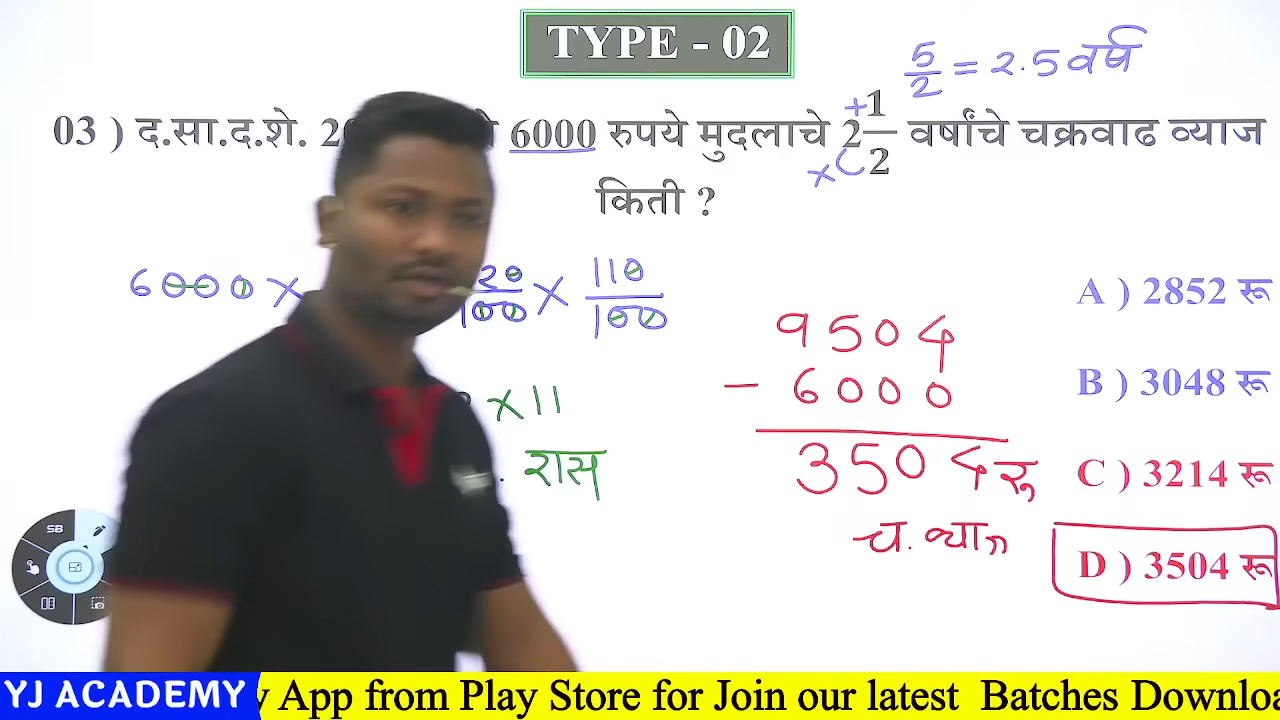 TYPE - 02
5/2 = 2.5 वर्ष
03 ) द.सा.द.शे. 6000 रुपये मुदलाचे 2 1/2 वर्षांचे चक्रवाढ व्याज
किती ?
6000 × 20/100 × 110/100
× 11
रास
9504
- 6000
3504 रू
च. व्याज
A ) 2852 रू
B ) 3048 रू
C ) 3214 रू
D ) 3504 रू
SB
YJ ACADEMY
y App from Play Store for Join our latest Batches Downloa